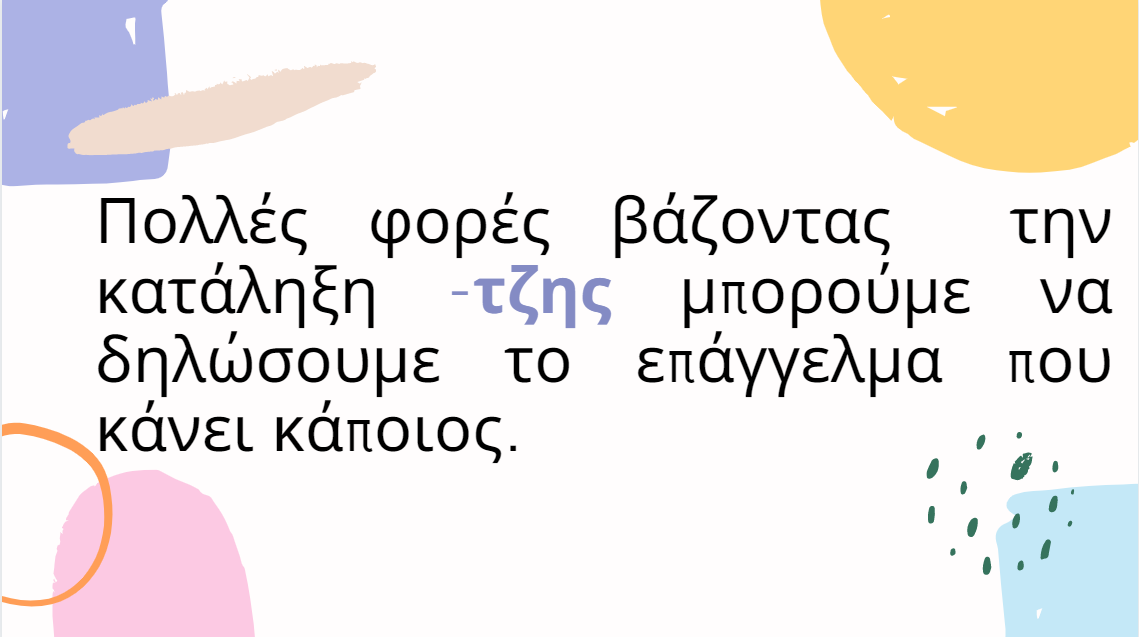 Πολλές φορές βάζοντας την
κατάληξη -τζης μπορούμε να
δηλώσουμε το επάγγελμα που
κάνει κάποιος.